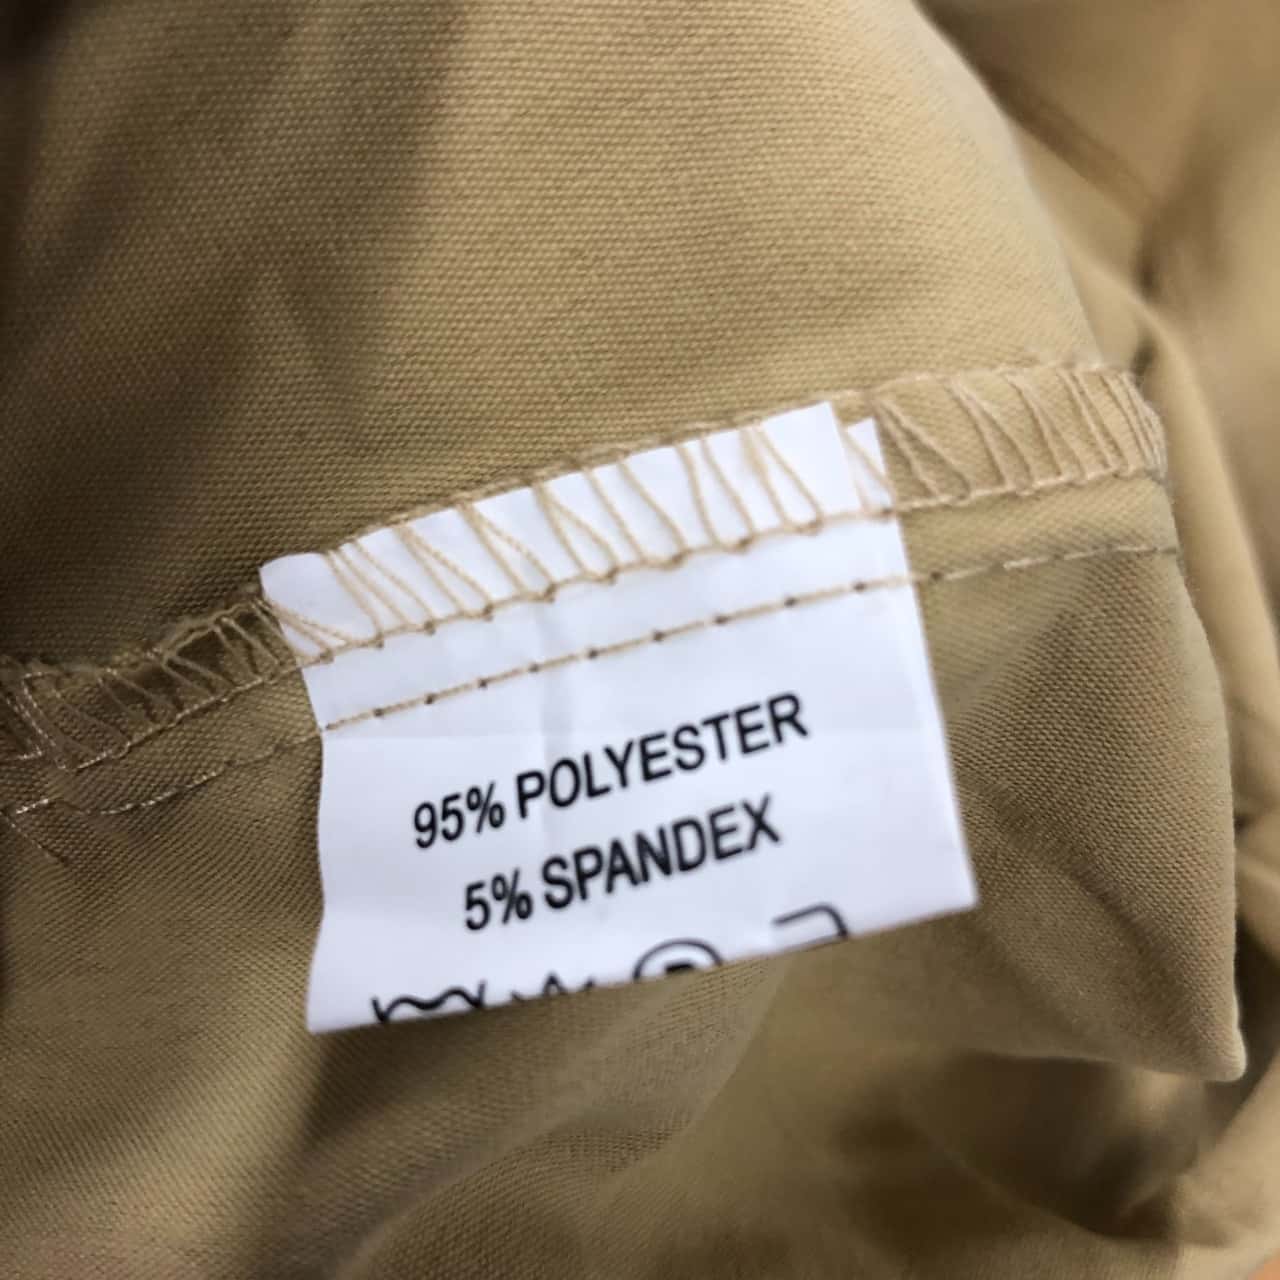 95% POLYESTER
5% SPANDEX